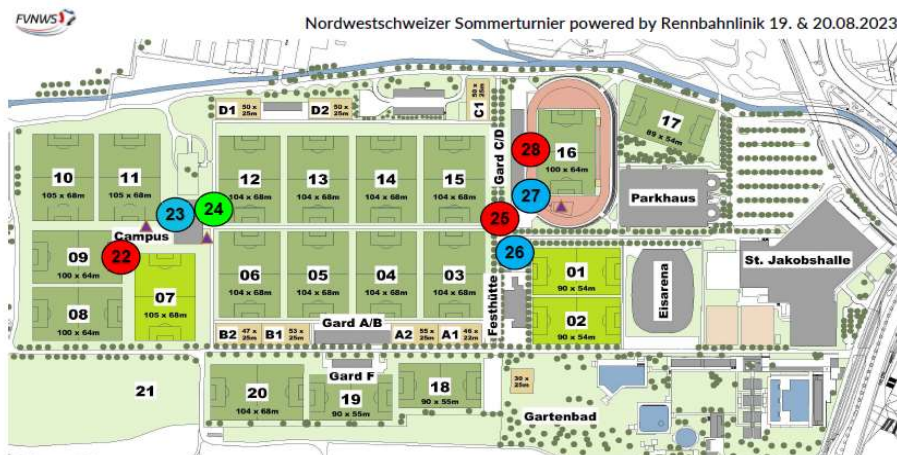 FVNWS
Nordwestschweizer Sommerturnier powered by Rennbahnlinik 19. & 20.08.2023
D1 50 x 25m
D2 50 x 25m
C1 50 x 25m
Gard C/D
17
89 x 54m
10
105 x 68m
11
105 x 68m
12
104 x 68m
13
104 x 68m
14
104 x 68m
15
104 x 68m
28
16
100 x 64m
27
Parkhaus
23
24
25
Campus
22
26
09
100 x 64m
08
100 x 64m
07
105 x 68m
06
104 x 68m
05
104 x 68m
04
104 x 68m
03
104 x 68m
Festhütte
01
90 x 54m
02
90 x 54m
Eisarena
St. Jakobshalle
B2 47 x 25m
B1 53 x 25m
Gard A/B
A2 55 x 25m
A1 46 x 22m
21
20
104 x 68m
Gard F
19
90 x 55m
18
90 x 55m
30 x 25m
Gartenbad